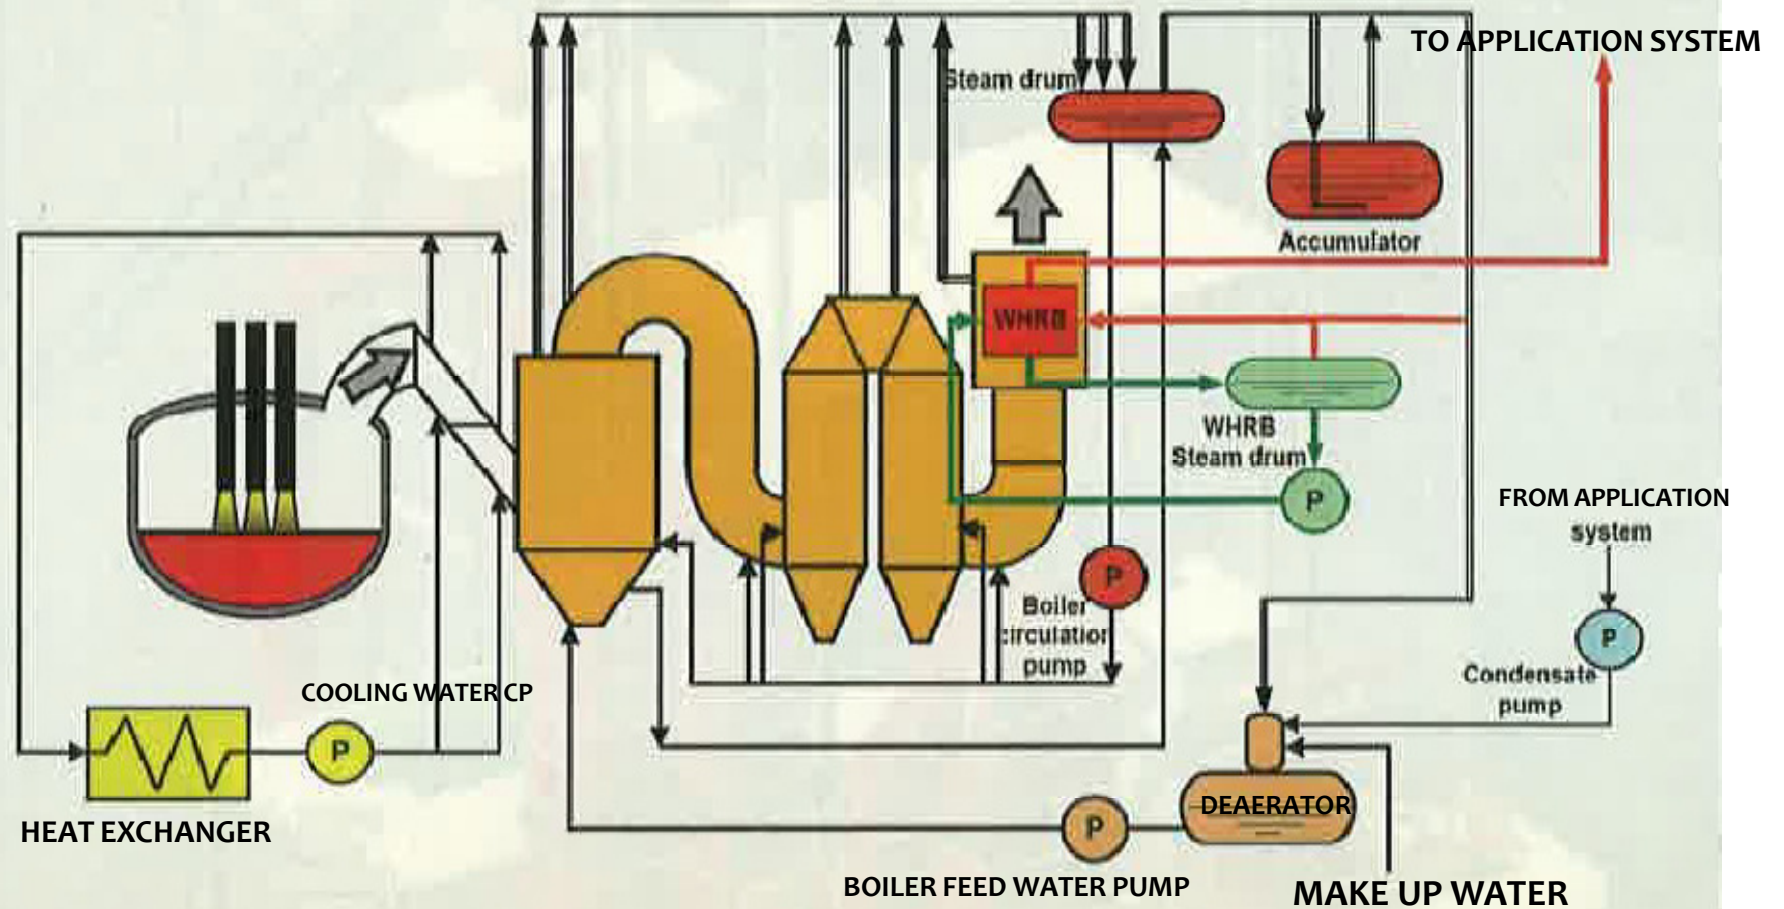 TO APPLICATION SYSTEM
Steam drum
Accumulator
WHRB
WHRB
Steam drum
P
FROM APPLICATION
system
P
Boiler
circulation
pump
P
Condensate
pump
COOLING WATER CP
P
HEAT EXCHANGER
DEAERATOR
P
BOILER FEED WATER PUMP
MAKE UP WATER